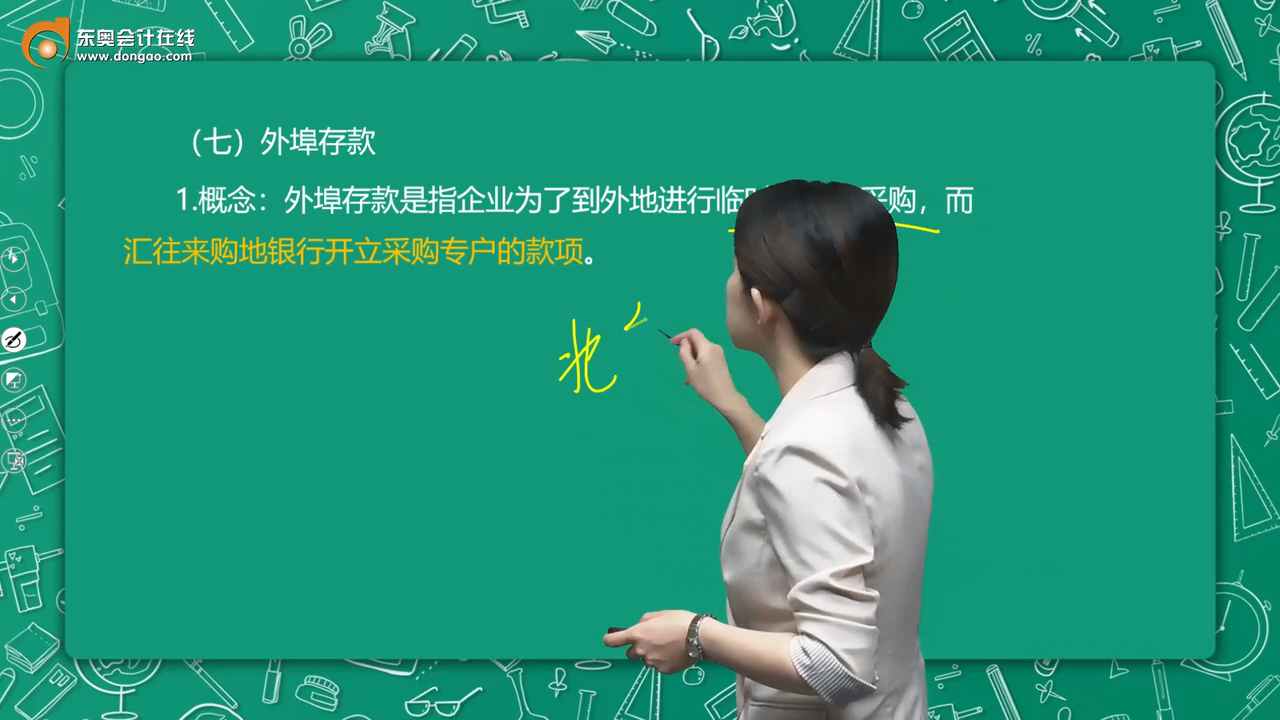 东奥会计在线
www.dongao.com
（七）外埠存款
1.概念：外埠存款是指企业为了到外地进行临 采购，而
汇往来购地银行开立采购专户的款项。
北